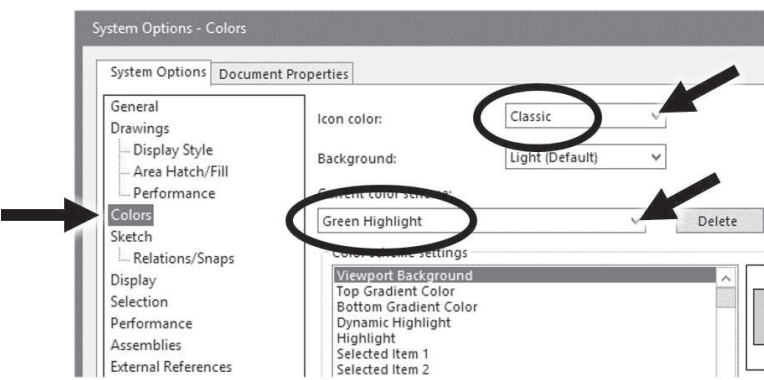 System Options - Colors
System Options Document Properties
General
Drawings
Display Style
Area Hatch/Fill
Performance
Colors
Sketch
Relations/Snaps
Display
Selection
Performance
Assemblies
External References
Icon color: Classic
Background: Light (Default)
Current color scheme:
Green Highlight Delete
Color scheme settings
Viewport Background
Top Gradient Color
Bottom Gradient Color
Dynamic Highlight
Highlight
Selected Item 1
Selected Item 2